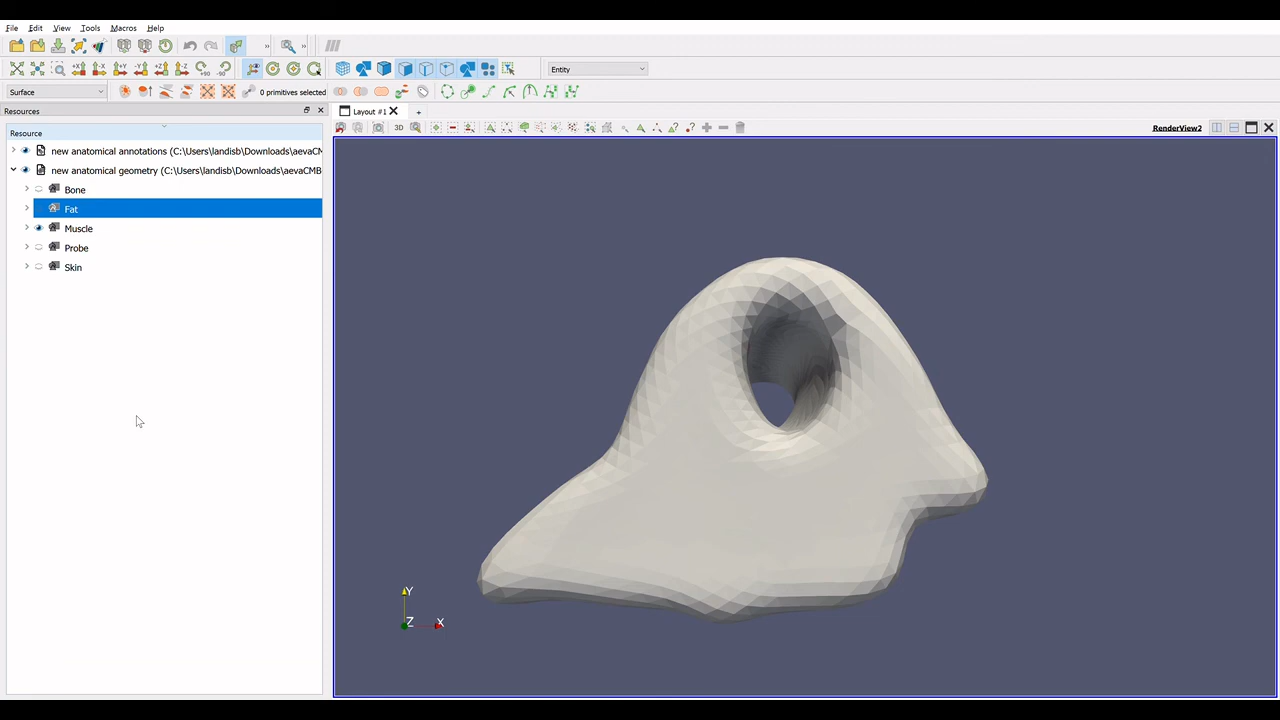 File Edit View Tools Macros Help
Entity
Surface
0 primitives selected
Resources
Layout #1
Resource
3D
RenderView2
new anatomical annotations (C:\Users\landisb\Downloads\aevaCM
new anatomical geometry (C:\Users\landisb\Downloads\aevaCMB
Bone
Fat
Muscle
Probe
Skin
Y
Z X